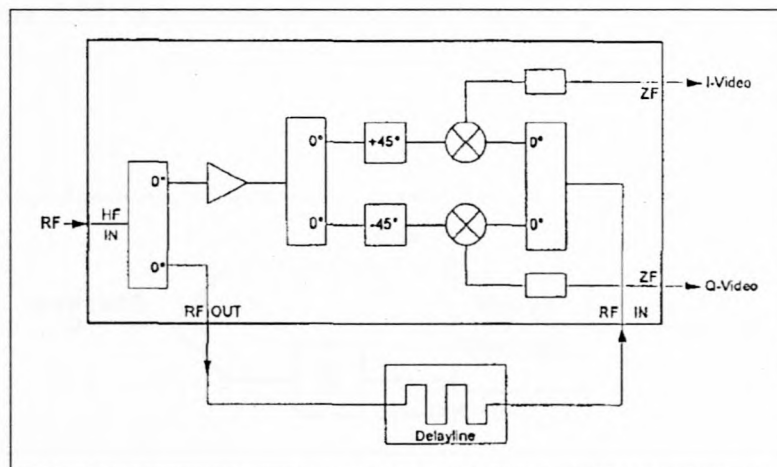 ZF
I-Video
0°
+45°
0°
0°
RF
HF
IN
0°
0°
-45°
0°
ZF
Q-Video
RF OUT
RF IN
Delayline